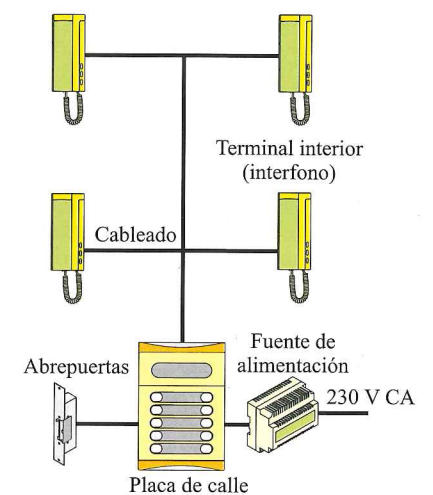 Terminal interior
(interfono)
Cableado
Fuente de
alimentación
Abrepuertas
230 V CA
Placa de calle